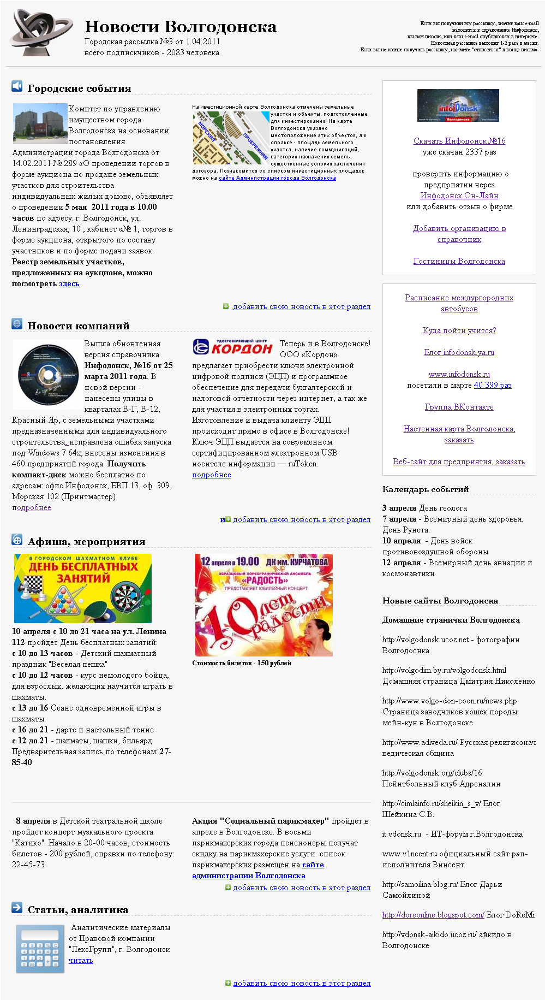 Новости Волгодонска
Городская рассылка №3 от 1.04.2011
всего подпискчиков - 2083 человека
Если вы получили эту рассылку, значит ваш e-mail
находится в справочнике Инфодонск,
вы нам писали, или ваш e-mail опубликован в интернете.
Новостная рассылка выходит 1-2 раза в месяц.
Если вы не хотите получать рассылку, нажмите "отписаться" в конце письма.
Городские события
Комитет по управлению
имуществом города
Волгодонска на основании
постановления
Администрации города Волгодонска от
14.02.2011 № 289 «О проведении торгов в
форме аукциона по продаже земельных
участков для строительства
индивидуальных жилых домов», объявляет
о проведении 5 мая 2011 года в 10.00
часов по адресу: г. Волгодонск, ул.
Ленинградская, 10 , кабинет «№ 1, торгов в
форме аукциона, открытого по составу
участников и по форме подачи заявок.
Реестр земельных участков,
предложенных на аукционе, можно
посмотреть здесь
На ивестиционной карте Волгодонска отмечены земельные
участки и объекты, подготовленные
для инвестирования. На карте
Волгодонска указано
местоположение этих объектов, а в
справке - площадь земельного
участка, наличие коммуникаций,
категория назначения земель,
существенные условия заключения
договора. Познакомится со списком инвестиционных площадок
можно на сайте Администрации города Волгодонска
МОРСКАЯ
ПРИБРЕЖНАЯ
добавить свою новость в этот раздел
Новости компаний
Вышла обновленная
версия справочника
Инфодонск, №16 от 25
марта 2011 года. В
новой версии -
нанесены улицы в
кварталах В-Г, В-12,
Красный Яр, с земельными участками
предназначенными для индивидуального
строительства, исправлена ошибка запуска
под Windows 7 64x, внесены изменения в
460 предприятий города. Получить
компакт-диск можно бесплатно по
адресам: офис Инфодонск, БВП 13, оф. 309,
Морская 102 (Принтмастер)
подробнее
УДОСТОВЕРЯЮЩИЙ ЦЕНТР
КОРДОН
Теперь и в Волгодонске!
ООО «Кордон»
предлагает приобрести ключи электронной
цифровой подписи (ЭЦП) и программное
обеспечение для передачи бухгалтерской и
налоговой отчётности через интернет, а так же
для участия в электронных торгах.
Изготовление и выдача клиенту ЭЦП
происходит прямо в офисе в Волгодонске!
Ключ ЭЦП выдается на современном
сертифицированном электронном USB
носителе информации — ruToken.
подробнее
и добавить свою новость в этот раздел
Афиша, мероприятия
В ГОРОДСКОМ ШАХМАТНОМ КЛУБЕ
ДЕНЬ БЕСПЛАТНЫХ
ЗАНЯТИЙ
10 апреля с 10 до 21 часа на ул. Ленина
112 пройдет День бесплатных занятий:
с 10 до 13 часов - Детский шахматный
праздник "Веселая пешка"
с 10 до 12 часов - курс немолодого бойца,
для взрослых, желающих научится играть в
шахматы.
с 13 до 16 Сеанс одновременной игры в
шахматы
с 16 до 21 - дартс и настольный тенис
с 12 до 21 - шахматы, шашки, бильярд
Предварительная запись по телефонам: 27-
85-40
12 апреля в 19.00 ДК им. КУРЧАТОВА
ОБРАЗЦОВЫЙ ХОРЕОГРАФИЧЕСКИЙ АНСАМБЛЬ
«РАДОСТЬ»
ПРЕДСТАВЛЯЕТ ЮБИЛЕЙНЫЙ КОНЦЕРТ
10 лет
радости
Стоимость билетов - 150 рублей
8 апреля в Детской театральной школе
пройдет концерт музкального проекта
"Катико". Начало в 20-00 часов, стоимость
билетов - 200 рублей, справки по телефону:
22-45-73
Акция "Социальный парикмахер" пройдет в
апреле в Волгодонске. В восьми
парикмахерских города пенсионеры получат
скидку на парикмахерские услуги. список
парикмахерских размещен на сайте
администрации Волгодонска
добавить свою новость в этот раздел
Статьи, аналитика
Аналитические материалы
от Правовой компании
"ЛексГрупп", г. Волгодонск
читать
добавить свою новость в этот раздел
infoDonsk
Волгодонск
Скачать Инфодонск №16
уже скачан 2337 раз
проверить информацию о
предприятии через
Инфодонск Он-Лайн
или добавить отзыв о фирме
Добавить организацию в
справочник
Гостиницы Волгодонска
Расписание междургородних
автобусов
Куда пойти учится?
Блог infodonsk.ya.ru
www.infodonsk.ru
посетили в марте 40 399 раз
Группа ВКонтакте
Настенная карта Волголонска,
заказать
Веб-сайт для предприятия, заказать
Календарь событий
3 апреля День геолога
7 апреля - Всемирный день здоровья.
День Рунета.
10 апреля - День войск
противовоздушной обороны
12 апреля - Всемирный день авиации и
космонавтики
Новые сайты Волгодонска
Домашние странички Волгодонска
http://volgodonsk.ucoz.net - фотографии
Волгодоснка
http://volgodim.by.ru/volgodonsk.html
Домашняя страница Дмитрия Николенко
http://www.volgo-don-coon.ru/news.php
Страница заводчиков кошек породы
мейн-кун в Волгодонске
http://www.adiveda.ru/ Русская религиознач
ведическая община
http://volgodonsk.org/clubs/16
Пейнтбольный клуб Адреналин
http://cimlainfo.ru/sheikin_s_v/ Блог
Шейкина С.В.
it.vdonsk.ru - ИТ-форум г.Волгодонска
www.v1ncent.ru официальный сайт рэп-
исполнителя Винсент
http://samoilina.blog.ru/ Блог Дарьи
Самойлиной
http://doreonline.blogspot.com/ Блог DoReMi
http://vdonsk-aikido.ucoz.ru/ айкидо в
Волгодонске